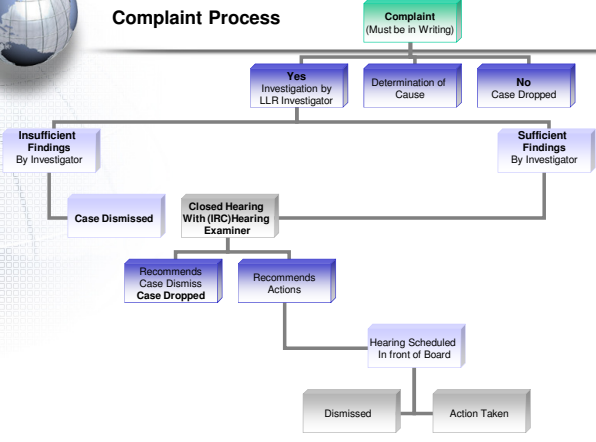 Complaint Process
Complaint
(Must be in Writing)
Yes
Investigation by
LLR Investigator
Determination of
Cause
No
Case Dropped
Insufficient
Findings
By Investigator
Sufficient
Findings
By Investigator
Case Dismissed
Closed Hearing
With (IRC)Hearing
Examiner
Recommends
Case Dismiss
Case Dropped
Recommends
Actions
Hearing Scheduled
In front of Board
Dismissed
Action Taken